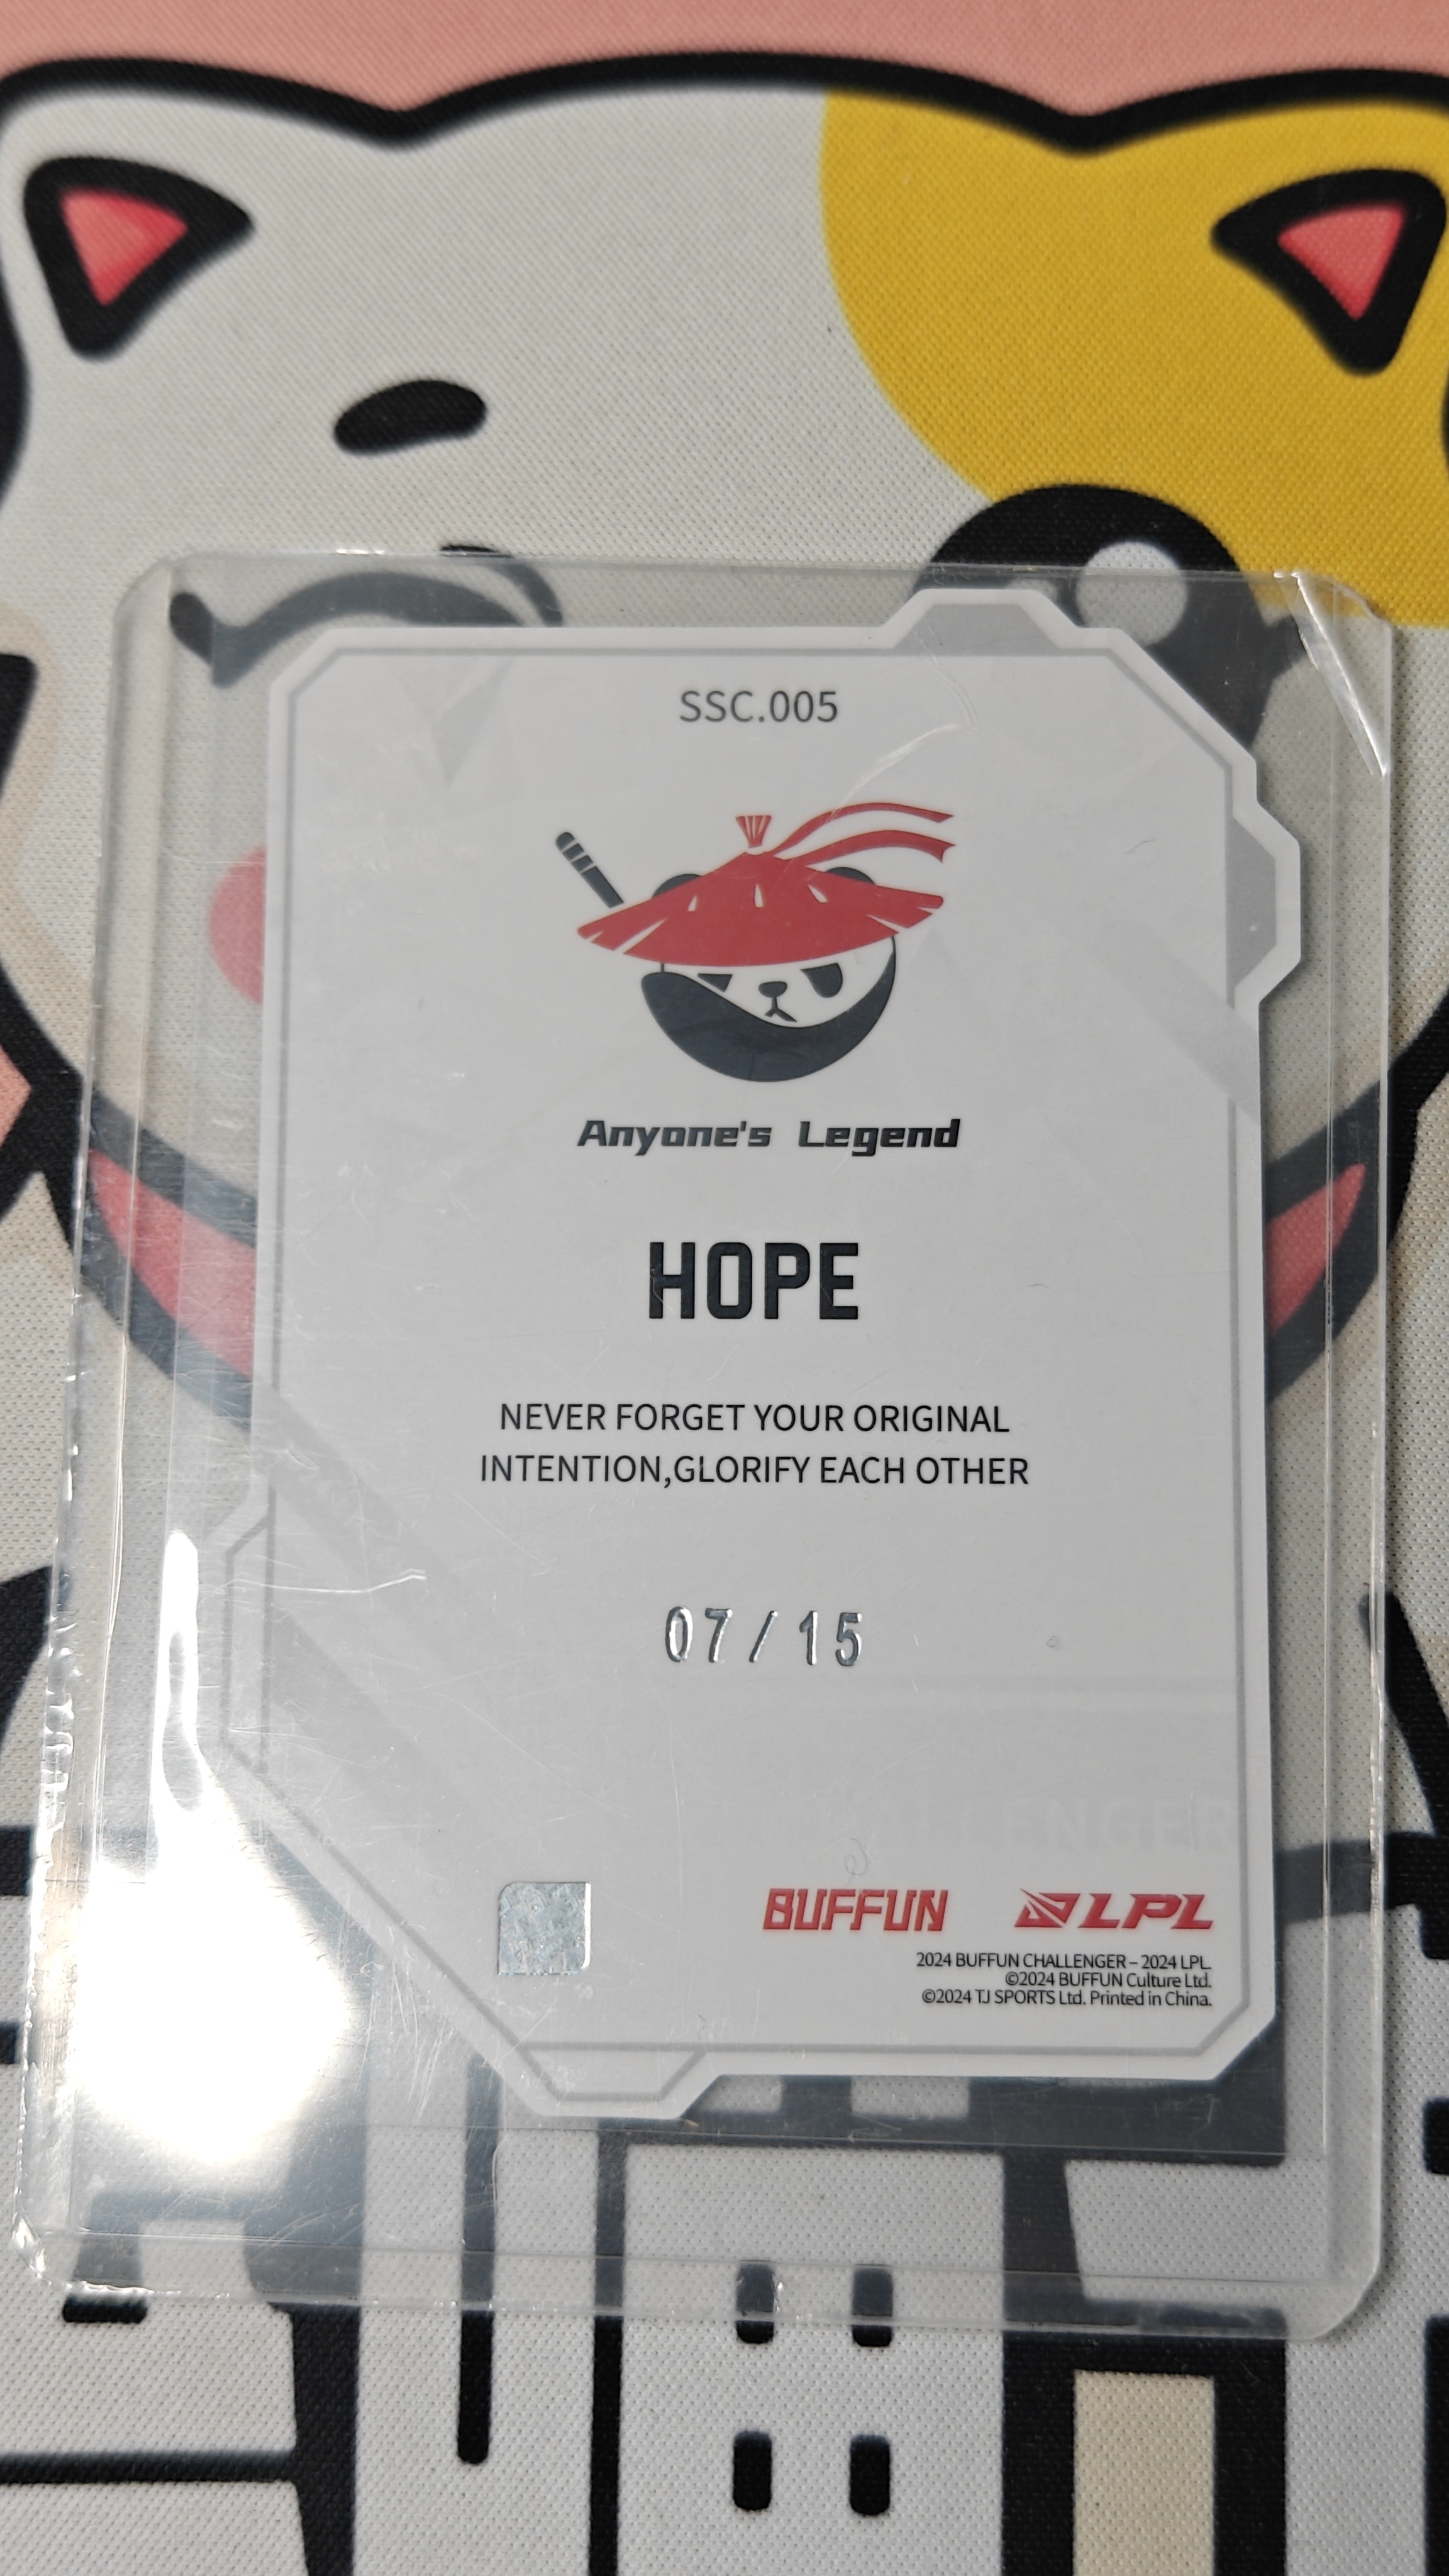 SSC.005
Anyone's Legend
HOPE
NEVER FORGET YOUR ORIGINAL
INTENTION,GLORIFY EACH OTHER
07/15
BUFFUN LPL
2024 BUFFUN CHALLENGER – 2024 LPL.
©2024 BUFFUN Culture Ltd.
©2024 TJ SPORTS Ltd. Printed in China.